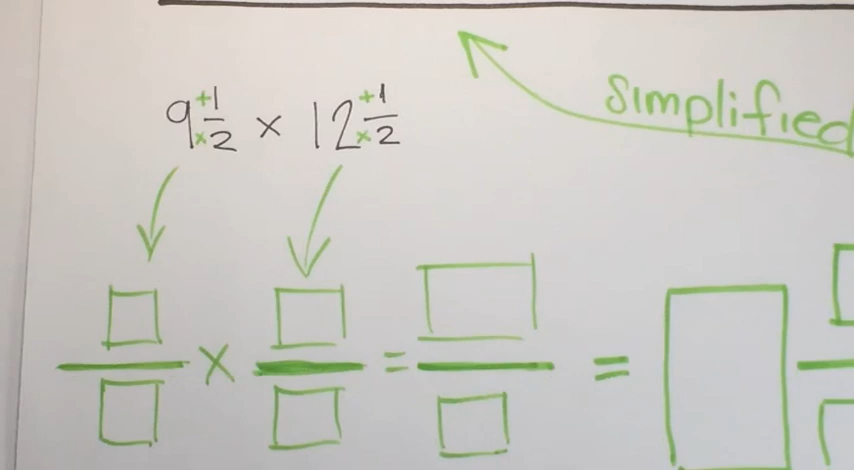 Simplified
9 +1/×2 × 12 +1/×2
× = =